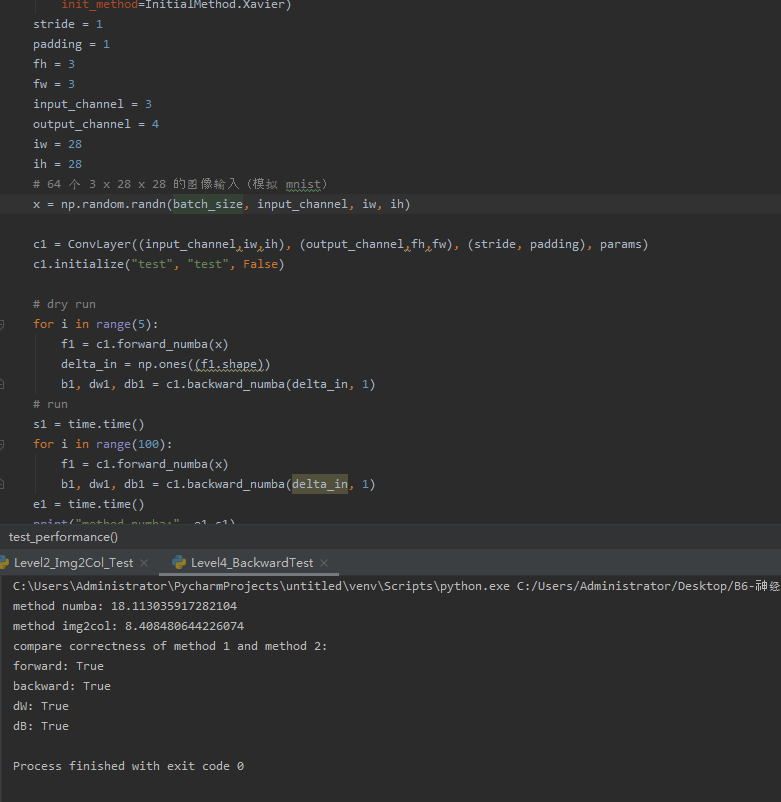 init_method=InitialMethod.Xavier)
stride = 1
padding = 1
fh = 3
fw = 3
input_channel = 3
output_channel = 4
iw = 28
ih = 28
# 64 个 3 x 28 x 28 的图像输入（模拟 mnist）
x = np.random.randn(batch_size, input_channel, iw, ih)
c1 = ConvLayer((input_channel,iw,ih), (output_channel,fh,fw), (stride, padding), params)
c1.initialize("test", "test", False)
# dry run
for i in range(5):
f1 = c1.forward_numba(x)
delta_in = np.ones((f1.shape))
b1, dw1, db1 = c1.backward_numba(delta_in, 1)
# run
s1 = time.time()
for i in range(100):
f1 = c1.forward_numba(x)
b1, dw1, db1 = c1.backward_numba(delta_in, 1)
e1 = time.time()
print("method numba:", e1-s1)
test_performance()
Level2_Img2Col_Test × Level4_BackwardTest ×
C:\Users\Administrator\PycharmProjects\untitled\venv\Scripts\python.exe C:/Users/Administrator/Desktop/B6-神经
method numba: 18.113035917282104
method img2col: 8.408480644226074
compare correctness of method 1 and method 2:
forward: True
backward: True
dW: True
dB: True
Process finished with exit code 0